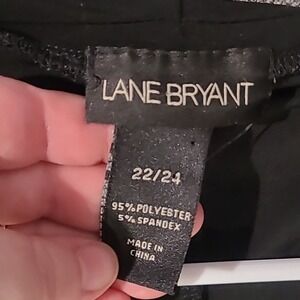 LANE BRYANT
22/24
95% POLYESTER
5% SPANDEX
MADE IN
CHINA